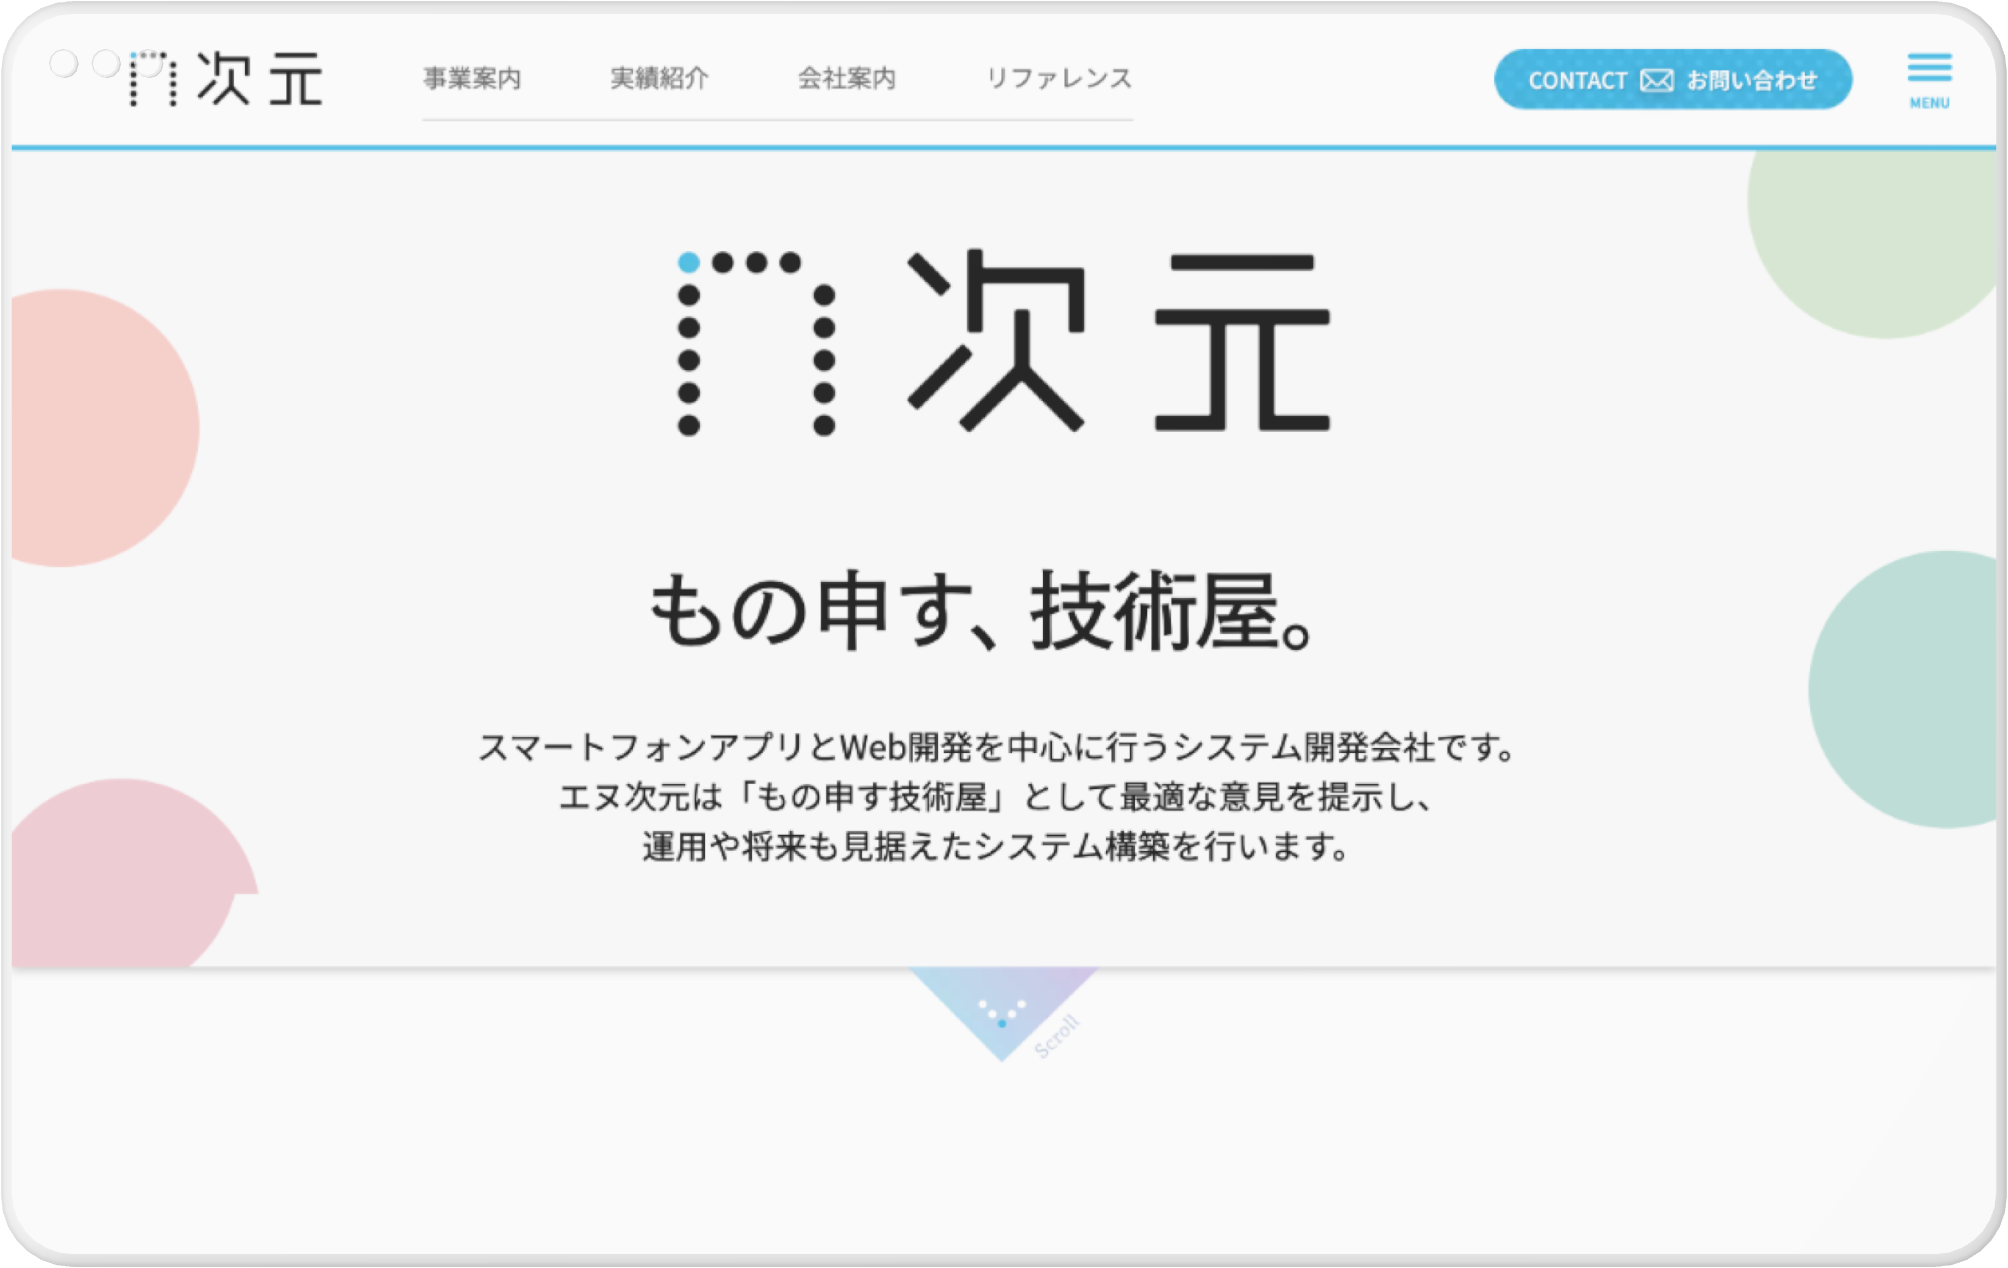 n次元
事業案内
実績紹介
会社案内
リファレンス
CONTACT お問い合わせ
MENU
n次元
もの申す、技術屋。
スマートフォンアプリとWeb開発を中心に行うシステム開発会社です。
エヌ次元は「もの申す技術屋」として最適な意見を提示し、
運用や将来も見据えたシステム構築を行います。
Scroll